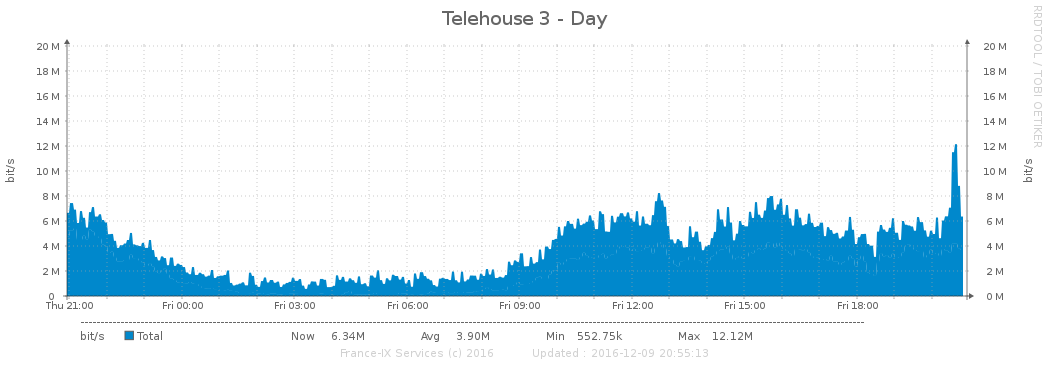 Telehouse 3 - Day
RRDTOOL / TOBI OETIKER
bit/s
20 M 20 M
18 M 18 M
16 M 16 M
14 M 14 M
12 M 12 M
10 M 10 M
8 M 8 M
6 M 6 M
4 M 4 M
2 M 2 M
0 0 M
bit/s
Thu 21:00 Fri 00:00 Fri 03:00 Fri 06:00 Fri 09:00 Fri 12:00 Fri 15:00 Fri 18:00
bit/s Total Now 6.34M Avg 3.90M Min 552.75k Max 12.12M
France-IX Services (c) 2016 Updated : 2016-12-09 20:55:13